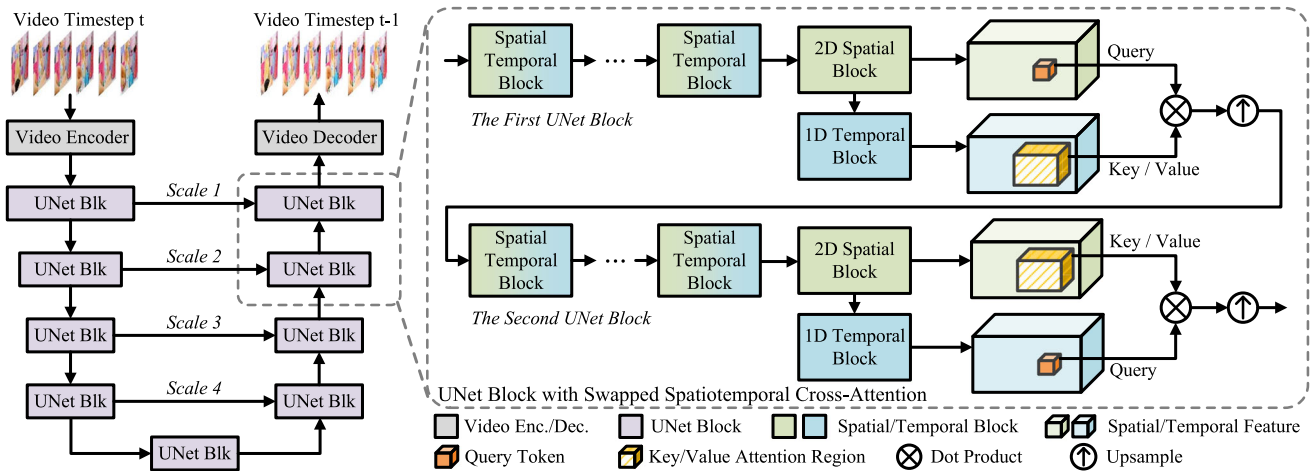 Video Timestep t
Video Timestep t-1
Video Encoder
Video Decoder
UNet Blk
Scale 1
UNet Blk
UNet Blk
Scale 2
UNet Blk
UNet Blk
Scale 3
UNet Blk
UNet Blk
Scale 4
UNet Blk
UNet Blk
Spatial
Temporal
Block
...
Spatial
Temporal
Block
2D Spatial
Block
Query
The First UNet Block
1D Temporal
Block
Key / Value
Spatial
Temporal
Block
...
Spatial
Temporal
Block
2D Spatial
Block
Key / Value
The Second UNet Block
1D Temporal
Block
Query
UNet Block with Swapped Spatiotemporal Cross-Attention
Video Enc./Dec.
UNet Block
Spatial/Temporal Block
Spatial/Temporal Feature
Query Token
Key/Value Attention Region
Dot Product
Upsample